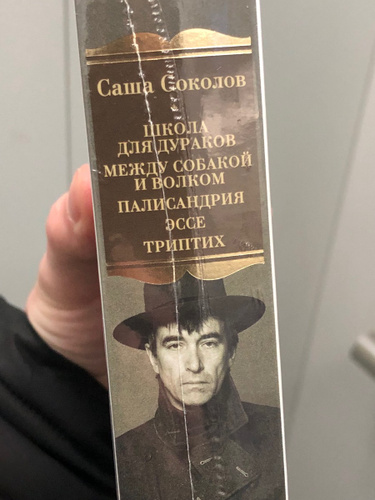 Саша Соколов
ШКОЛА
ДЛЯ ДУРАКОВ
МЕЖДУ СОБАКОЙ
И ВОЛКОМ
ПАЛИСАНДРИЯ
ЭССЕ
ТРИПТИХ